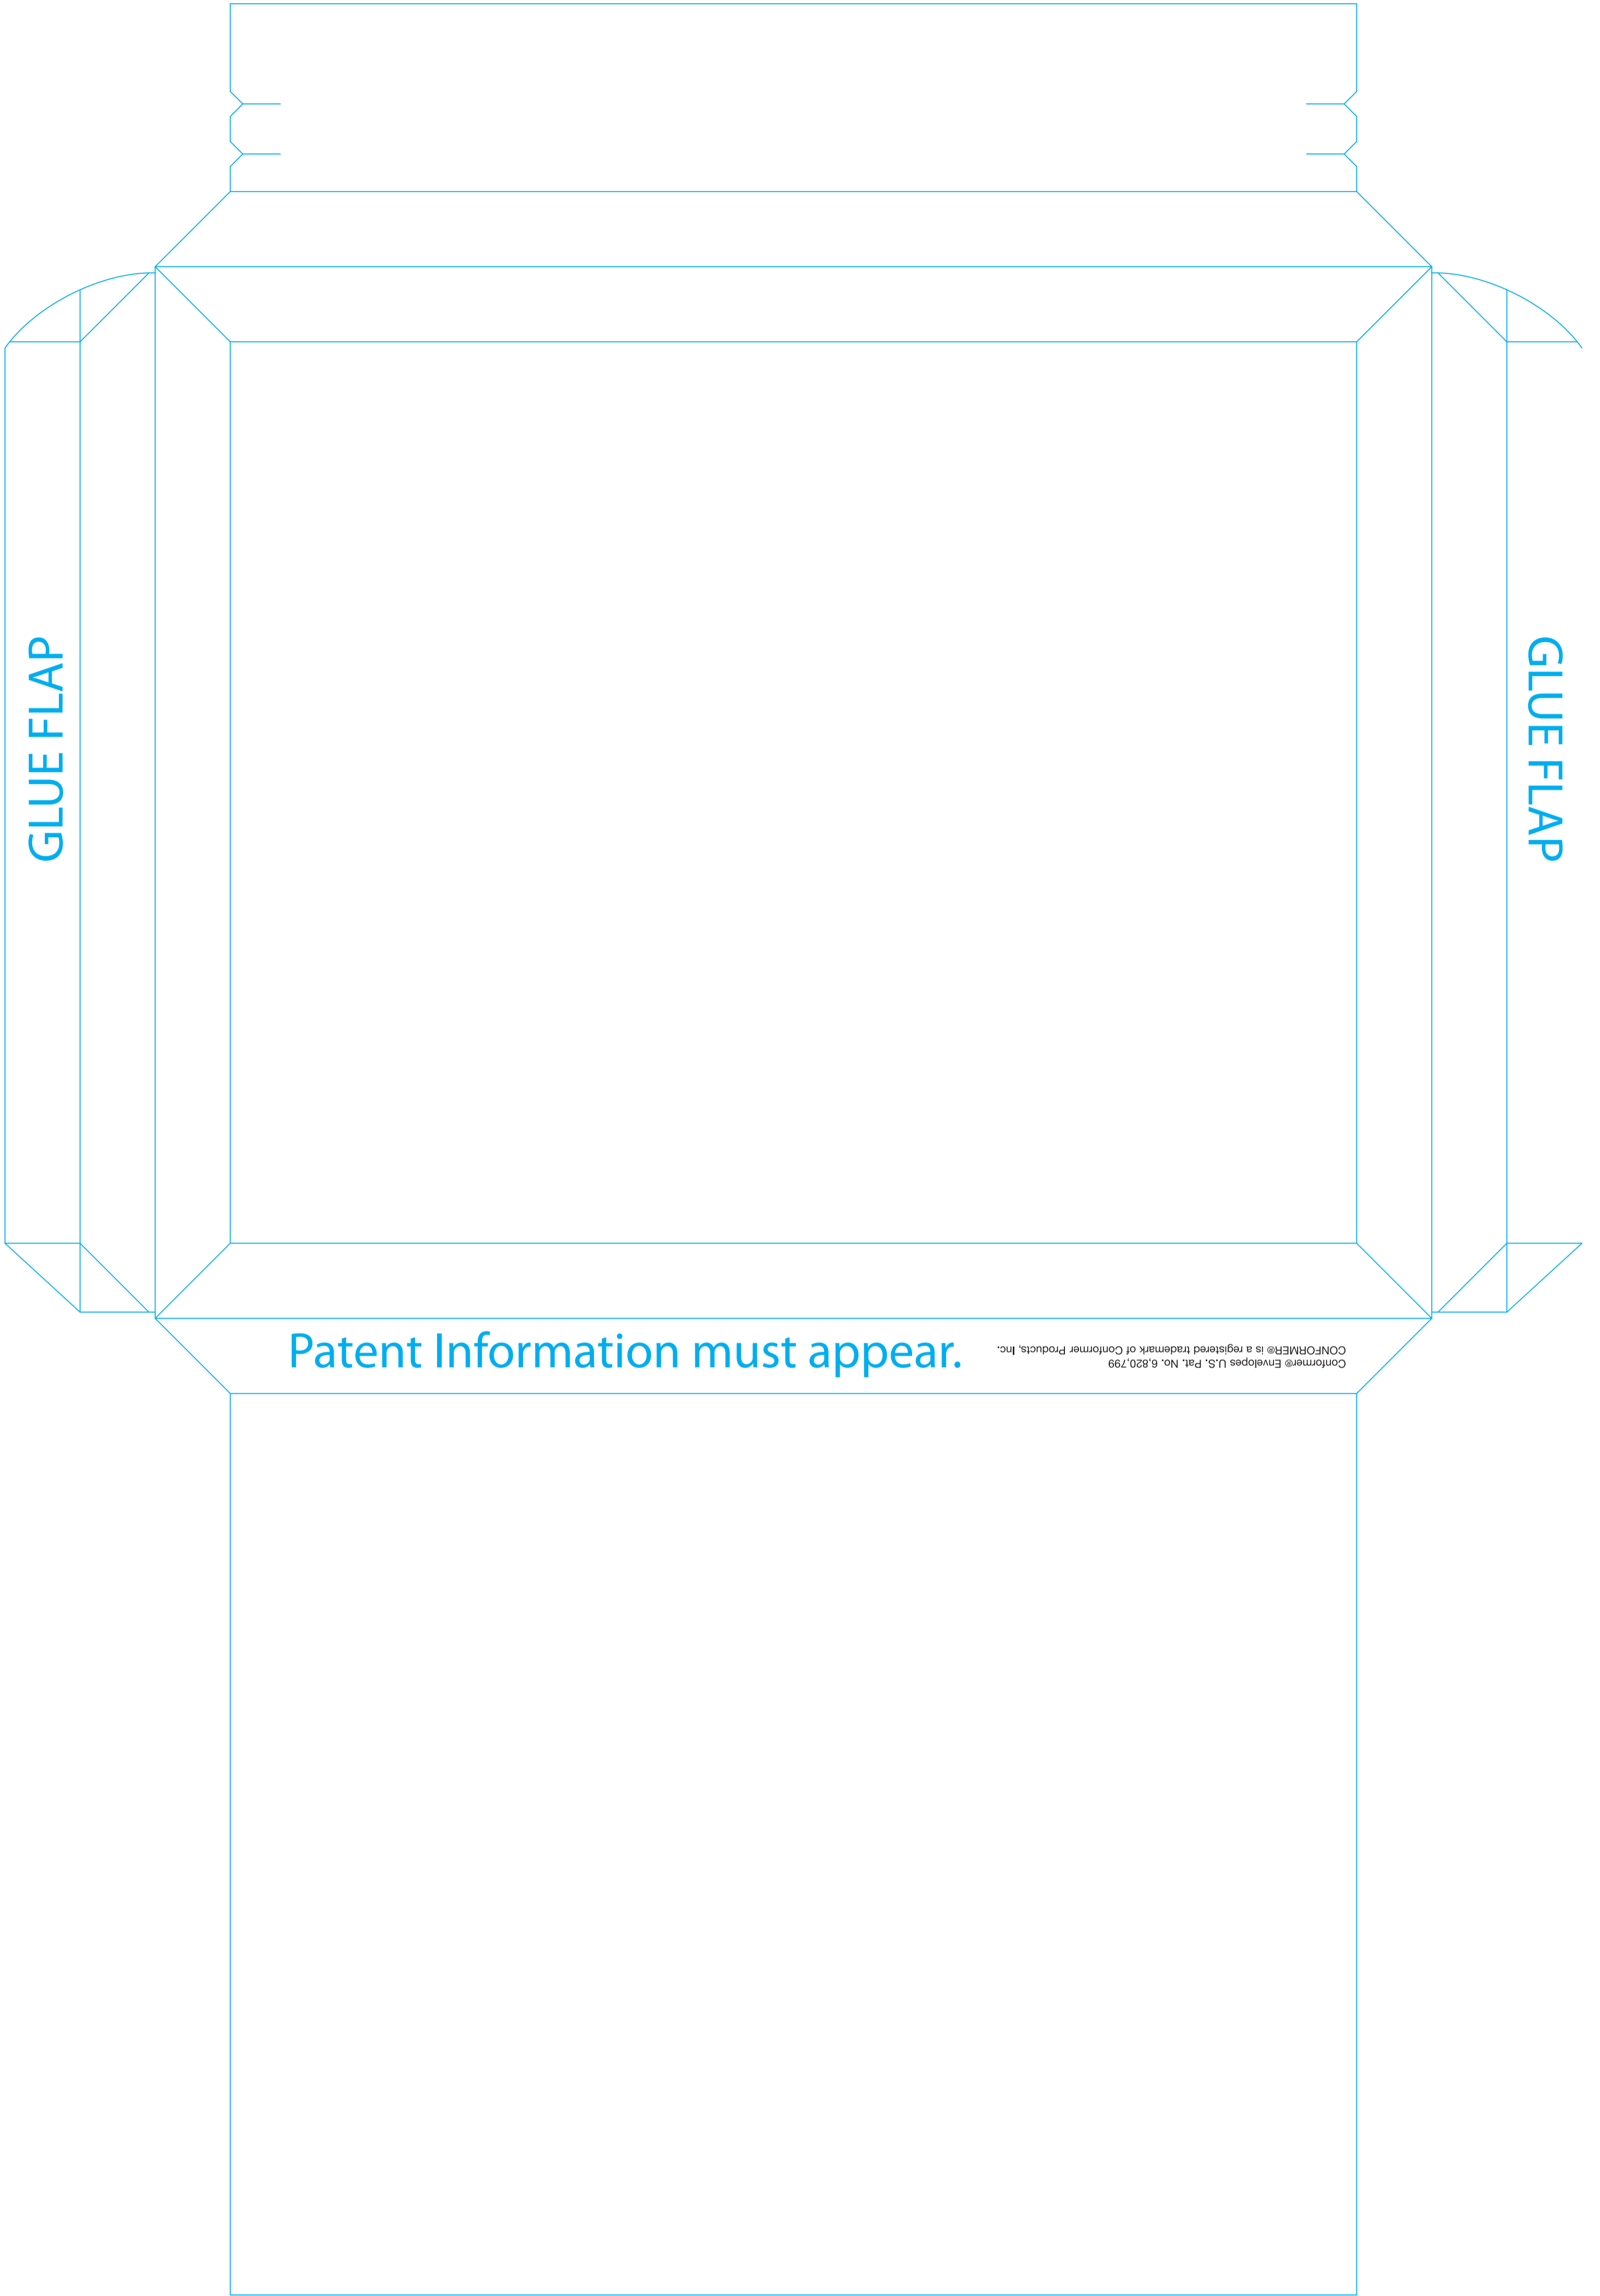 GLUE FLAP
GLUE FLAP
Patent Information must appear.
Conformer® Envelopes U.S. Pat. No. 6,820,799
CONFORMER® is a registered trademark of Conformer Products, Inc.